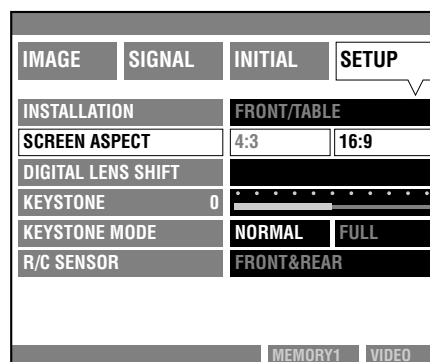 IMAGE SIGNAL INITIAL SETUP
INSTALLATION FRONT/TABLE
SCREEN ASPECT 4:3 16:9
DIGITAL LENS SHIFT
KEYSTONE 0
KEYSTONE MODE NORMAL FULL
R/C SENSOR FRONT&REAR
MEMORY1 VIDEO